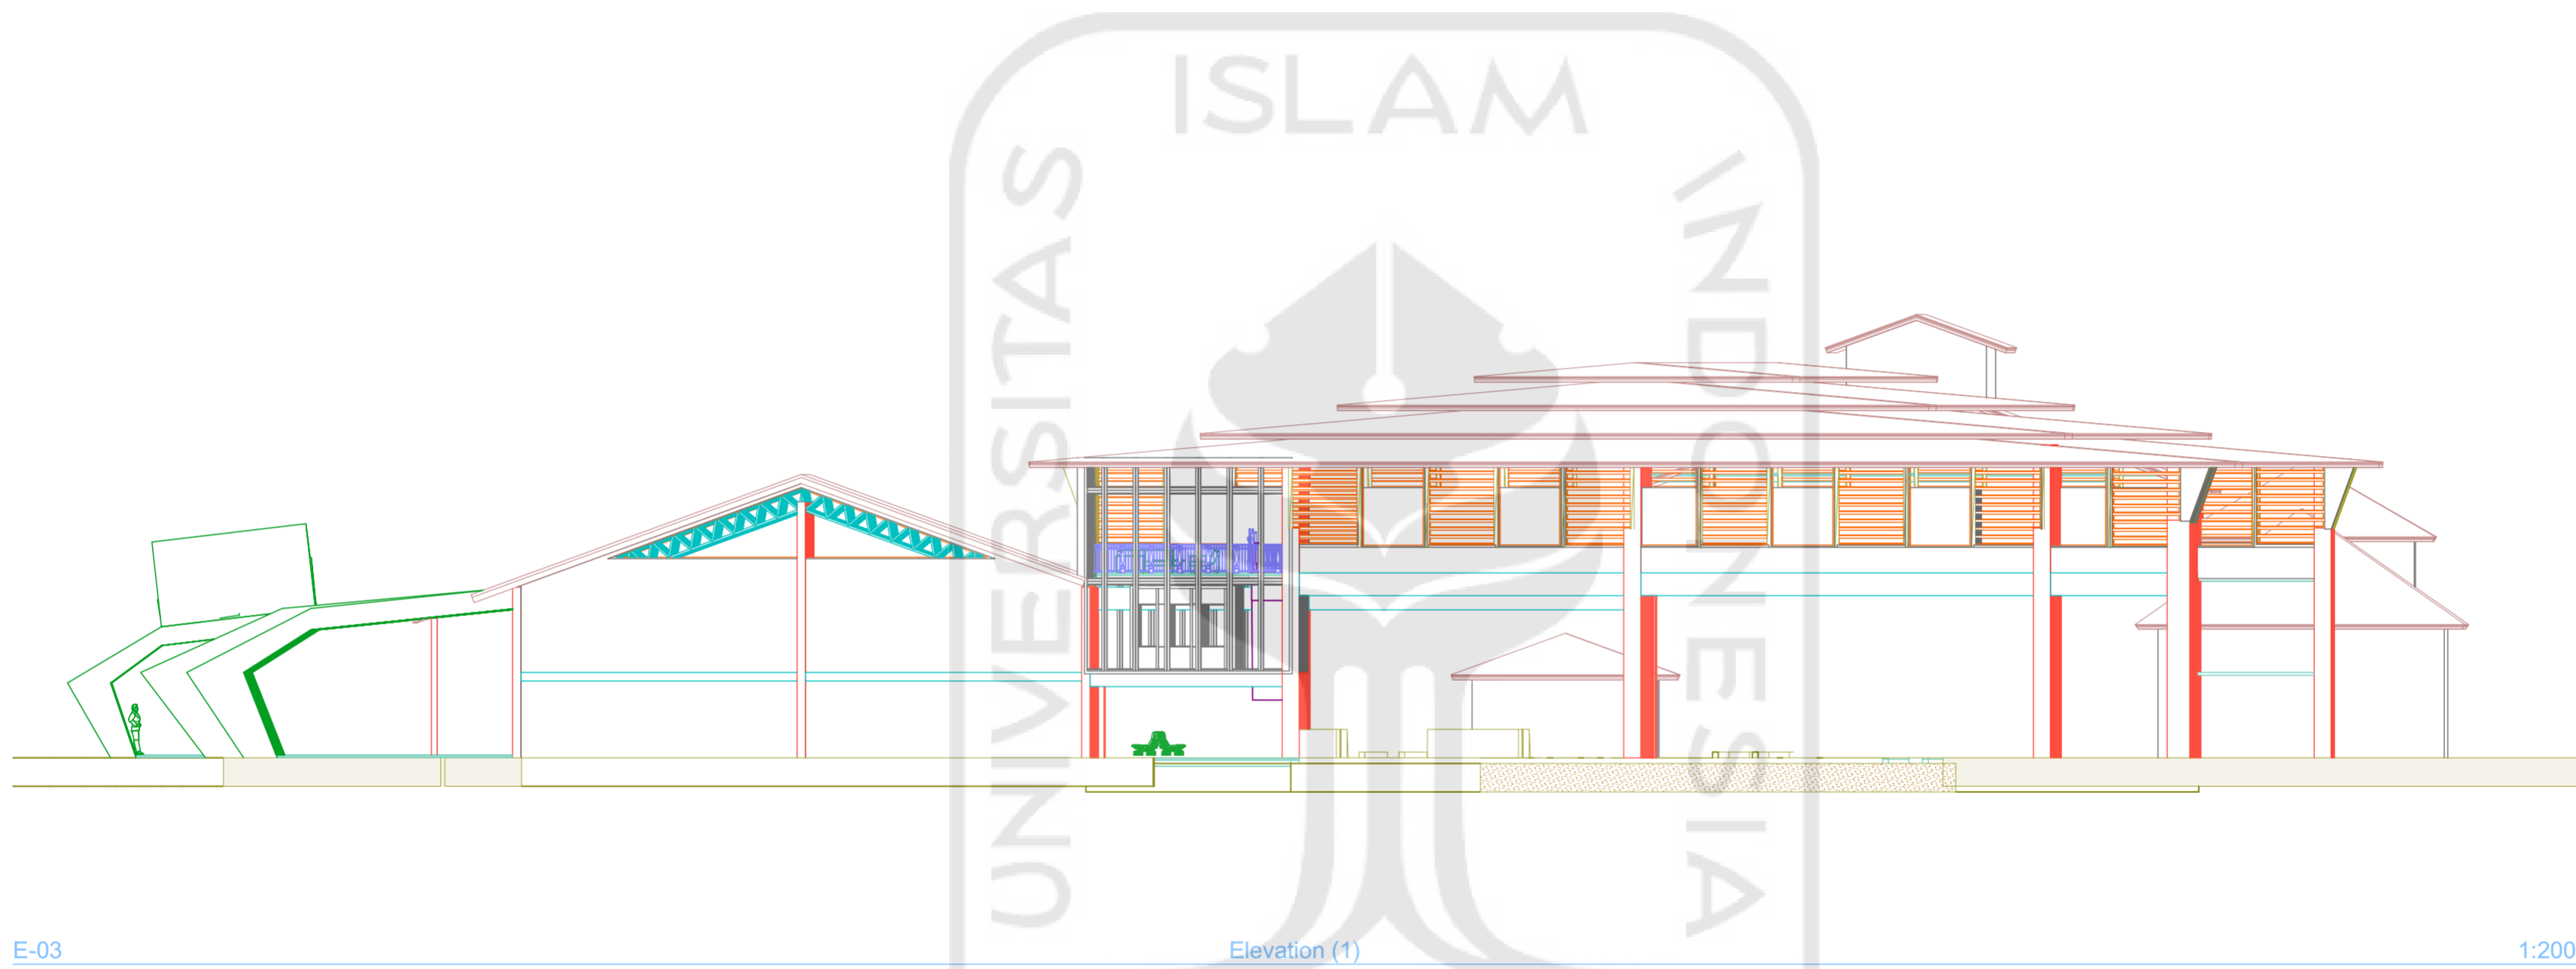 ISLAM
UNIVERSITAS
INDONESIA
E-03
Elevation (1)
1:200